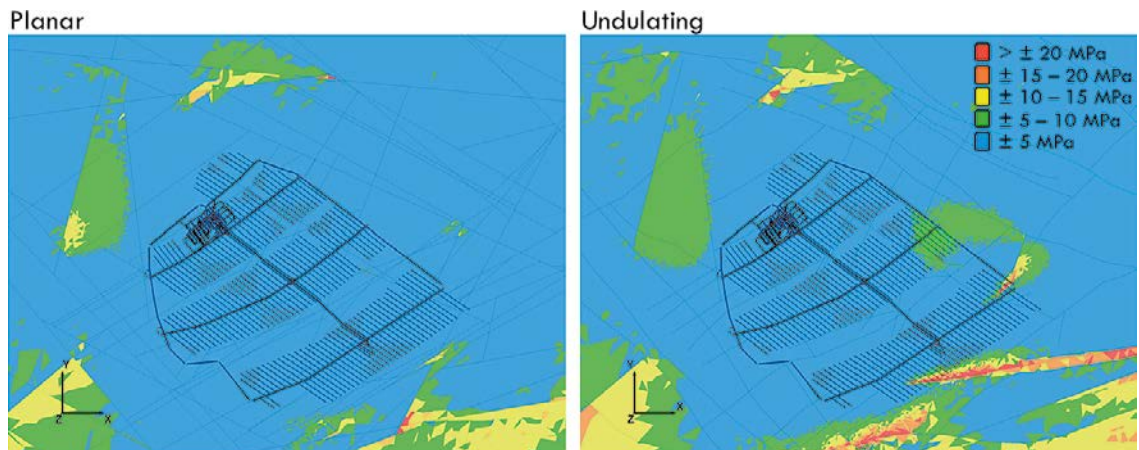 Planar
Undulating
> ± 20 MPa
± 15 – 20 MPa
± 10 – 15 MPa
± 5 – 10 MPa
± 5 MPa
Y
Z
X
Y
Z
X